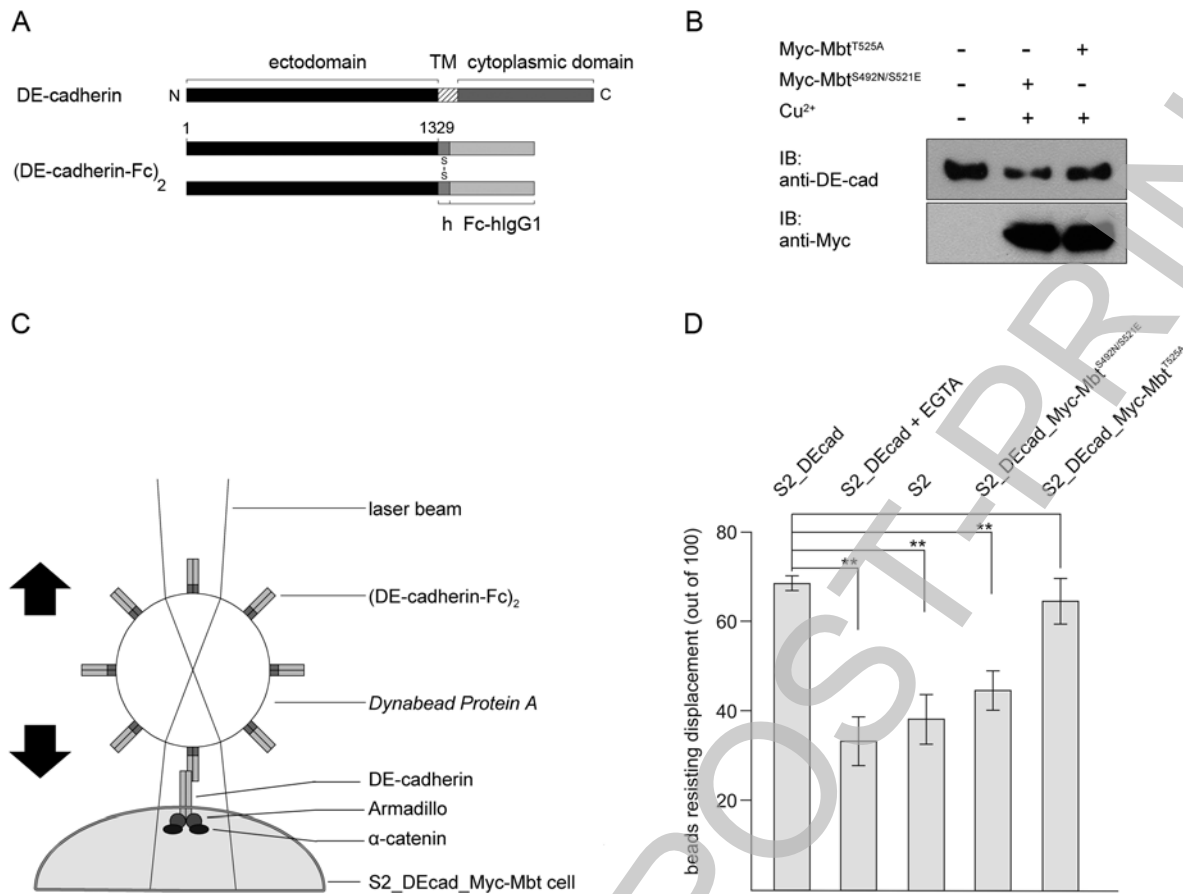 A
ectodomain TM cytoplasmic domain
DE-cadherin N C
1 1329
(DE-cadherin-Fc)2
S
S
h Fc-hIgG1
B
Myc-MbtT525A - - +
Myc-MbtS492N/S521E - + -
Cu2+ - + +
IB:
anti-DE-cad
IB:
anti-Myc
C
laser beam
(DE-cadherin-Fc)2
Dynabead Protein A
DE-cadherin
Armadillo
α-catenin
S2_DEcad_Myc-Mbt cell
D
S2_DEcad
S2_DEcad + EGTA
S2
S2_DEcad_Myc-MbtS492N/S521E
S2_DEcad_Myc-MbtT525A
beads resisting displacement (out of 100)
80
60
40
20
**
**
**
POST-PRIN